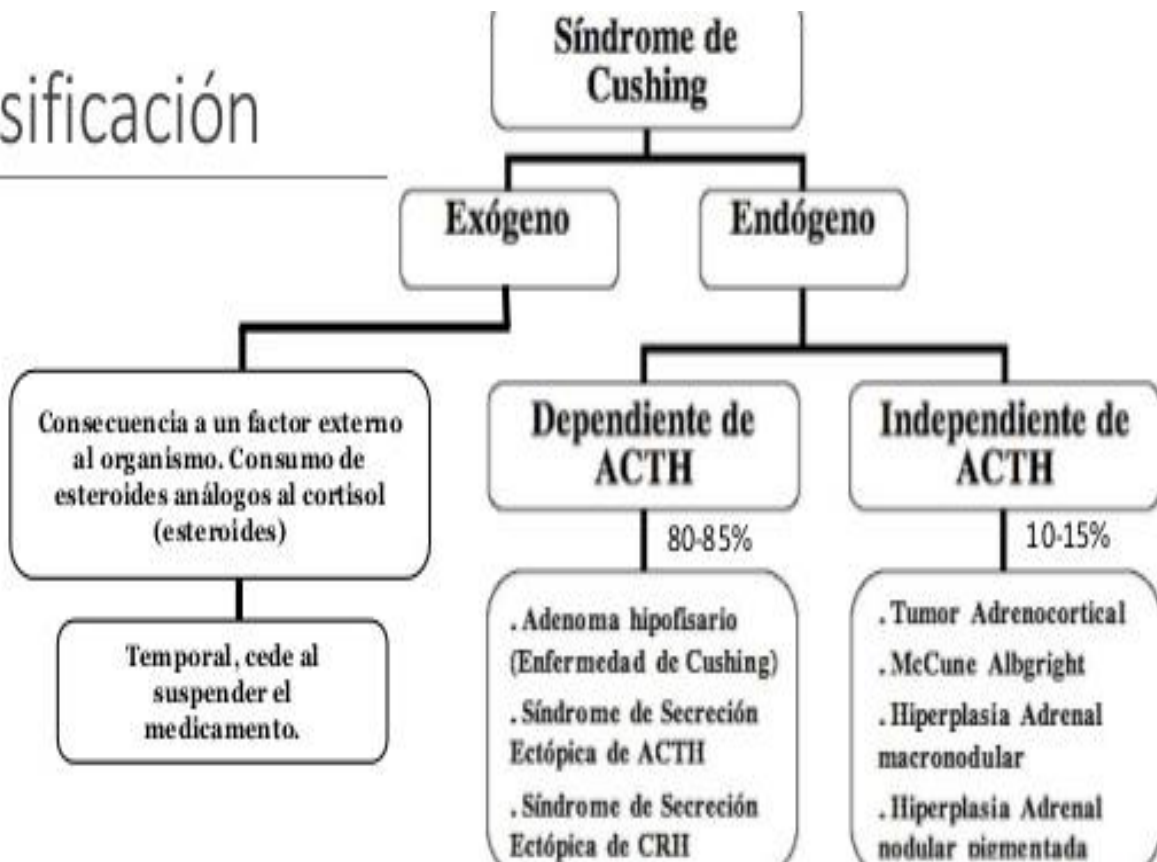 sificación
Síndrome de
Cushing
Exógeno
Endógeno
Consecuencia a un factor externo
al organismo. Consumo de
esteroides análogos al cortisol
(esteroides)
Temporal, cede al
suspender el
medicamento.
Dependiente de
ACTH
80-85%
. Adenoma hipofisario
(Enfermedad de Cushing)
. Síndrome de Secreción
Ectópica de ACTH
. Síndrome de Secreción
Ectópica de CRH
Independiente de
ACTH
10-15%
. Tumor Adrenocortical
. McCune Albgright
. Hiperplasia Adrenal
macronodular
. Hiperplasia Adrenal
nodular pigmentada